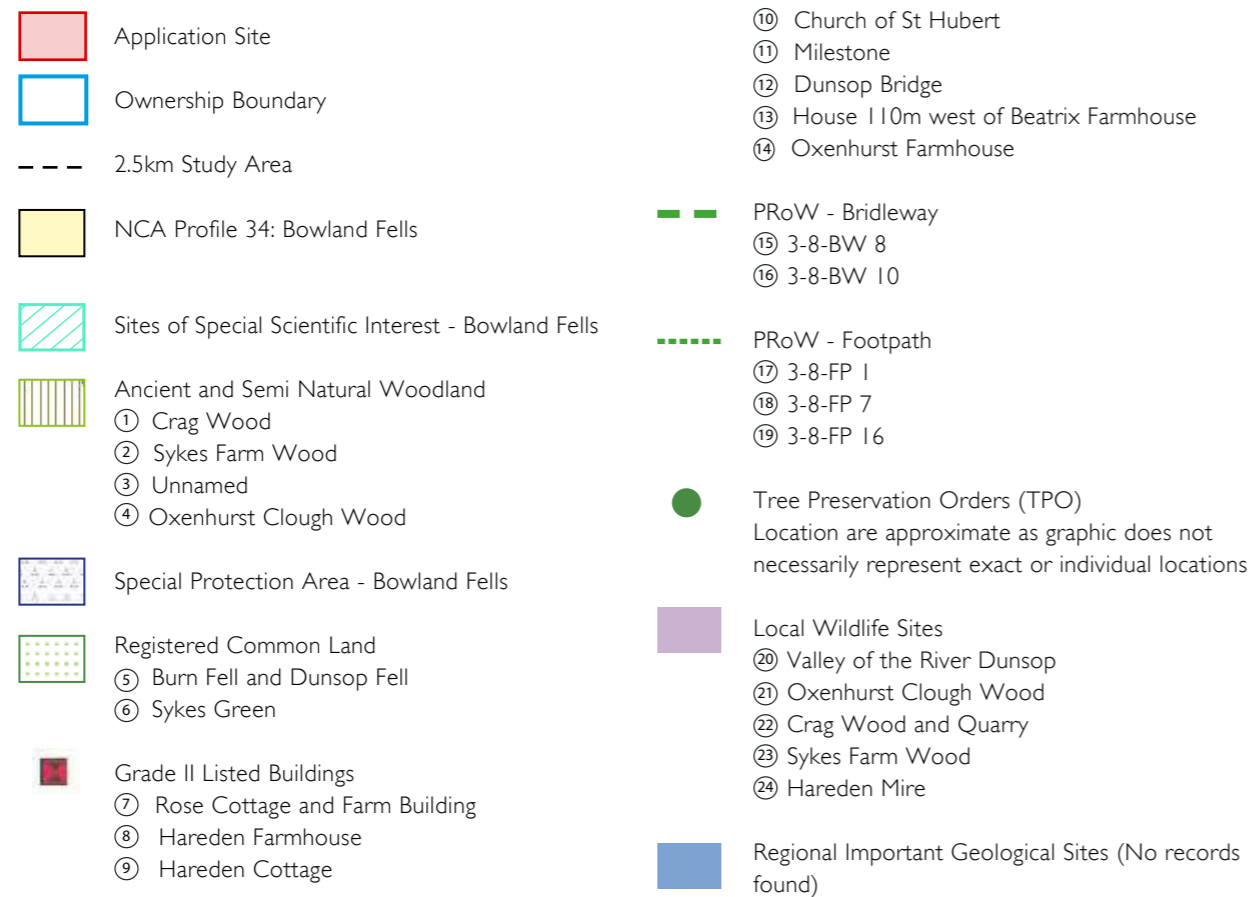 Application Site
Ownership Boundary
2.5km Study Area
NCA Profile 34: Bowland Fells
Sites of Special Scientific Interest - Bowland Fells
Ancient and Semi Natural Woodland
① Crag Wood
② Sykes Farm Wood
③ Unnamed
④ Oxenhurst Clough Wood
Special Protection Area - Bowland Fells
Registered Common Land
⑤ Burn Fell and Dunsop Fell
⑥ Sykes Green
Grade II Listed Buildings
⑦ Rose Cottage and Farm Building
⑧ Hareden Farmhouse
⑨ Hareden Cottage
⑩ Church of St Hubert
⑪ Milestone
⑫ Dunsop Bridge
⑬ House 110m west of Beatrix Farmhouse
⑭ Oxenhurst Farmhouse
PRoW - Bridleway
⑮ 3-8-BW 8
⑯ 3-8-BW 10
PRoW - Footpath
⑰ 3-8-FP 1
⑱ 3-8-FP 7
⑲ 3-8-FP 16
Tree Preservation Orders (TPO)
Location are approximate as graphic does not
necessarily represent exact or individual locations
Local Wildlife Sites
⑳ Valley of the River Dunsop
㉑ Oxenhurst Clough Wood
㉒ Crag Wood and Quarry
㉓ Sykes Farm Wood
㉔ Hareden Mire
Regional Important Geological Sites (No records
found)